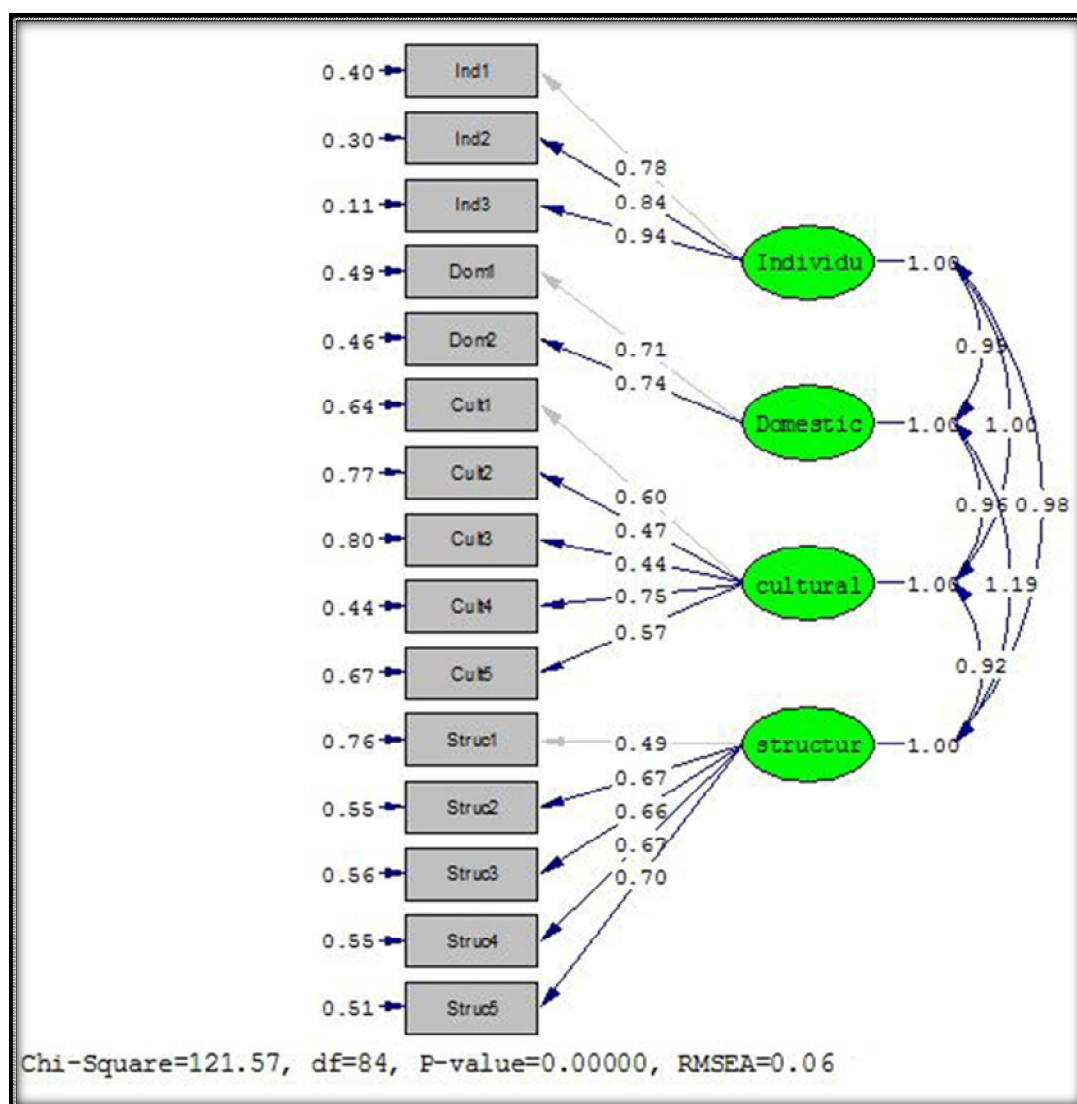 0.40 Ind1
0.30 Ind2
0.11 Ind3
0.49 Dom1
0.46 Dom2
0.64 Cult1
0.77 Cult2
0.80 Cult3
0.44 Cult4
0.67 Cult5
0.76 Struc1
0.55 Struc2
0.56 Struc3
0.55 Struc4
0.51 Struc5
0.78
0.84
0.94
0.71
0.74
0.60
0.47
0.44
0.75
0.57
0.49
0.67
0.66
0.67
0.70
Individu 1.00
Domestic 1.00
cultural 1.00
structur 1.00
1.00
0.96 0.98
1.19
0.92
Chi-Square=121.57, df=84, P-value=0.00000, RMSEA=0.06